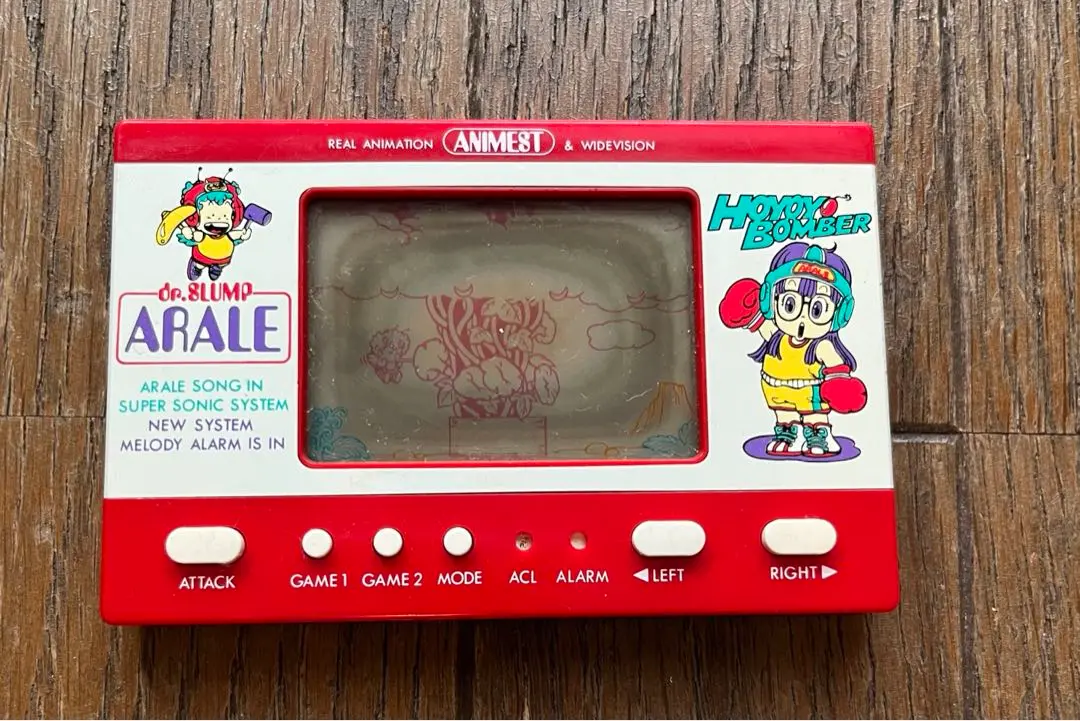 REAL ANIMATION ANIMEST & WIDEVISION
dr.SLUMP
ARALE
ARALE SONG IN
SUPER SONIC SYSTEM
NEW SYSTEM
MELODY ALARM IS IN
HOYOYO
BOMBER
ARALE
ATTACK
GAME 1
GAME 2
MODE
ACL
ALARM
◀LEFT
RIGHT▶